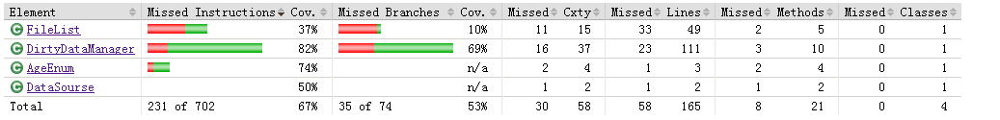 Element Missed Instructions Cov. Missed Branches Cov. Missed Cxty Missed Lines Missed Methods Missed Classes
FileList 37% 10% 11 15 33 49 2 5 0 1
DirtyDataManager 82% 69% 16 37 23 111 3 10 0 1
AgeEnum 74% n/a 2 4 1 3 2 4 0 1
DataSourse 50% n/a 1 2 1 2 1 2 0 1
Total 231 of 702 67% 35 of 74 53% 30 58 58 165 8 21 0 4